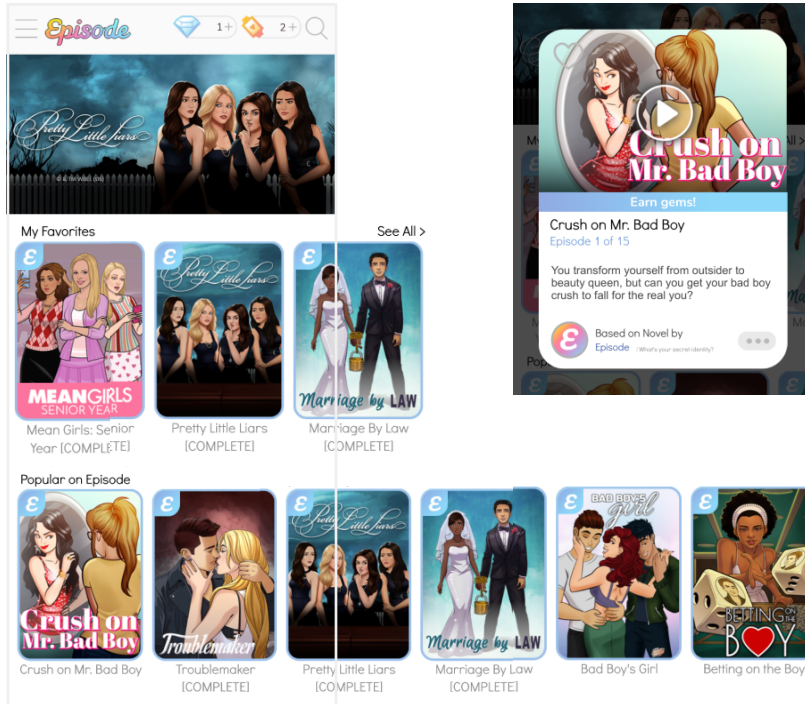 Episode
1+
2+
Pretty Little Liars
My Favorites
See All >
MEAN GIRLS
SENIOR YEAR
Pretty Little Liars
Marriage by LAW
Mean Girls: Senior
Year [COMPLETE]
Pretty Little Liars
[COMPLETE]
Marriage By Law
[COMPLETE]
Popular on Episode
Crush on
Mr. Bad Boy
Troublemaker
Pretty Little Liars
Marriage by LAW
BAD BOY'S
girl
BETTING ON THE
BOY
Crush on Mr. Bad Boy
Troublemaker
[COMPLETE]
Pretty Little Liars
[COMPLETE]
Marriage By Law
[COMPLETE]
Bad Boy's Girl
Betting on the Boy
Crush on
Mr. Bad Boy
Earn gems!
Crush on Mr. Bad Boy
Episode 1 of 15
You transform yourself from outsider to
beauty queen, but can you get your bad boy
crush to fall for the real you?
Based on Novel by
Episode
What's your secret identity?